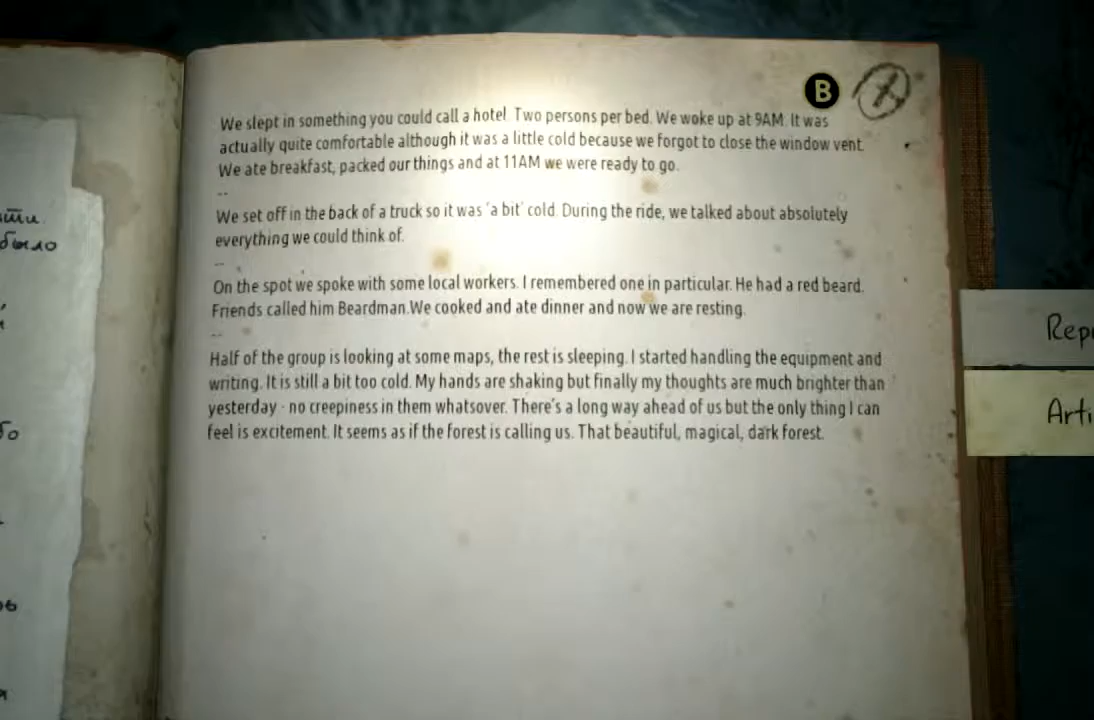 B
We slept in something you could call a hotel. Two persons per bed. We woke up at 9AM. It was
actually quite comfortable although it was a little cold because we forgot to close the window vent.
We ate breakfast, packed our things and at 11AM we were ready to go.
--
We set off in the back of a truck so it was 'a bit' cold. During the ride, we talked about absolutely
everything we could think of.
--
On the spot we spoke with some local workers. I remembered one in particular. He had a red beard.
Friends called him Beardman.We cooked and ate dinner and now we are resting.
--
Half of the group is looking at some maps, the rest is sleeping. I started handling the equipment and
writing. It is still a bit too cold. My hands are shaking but finally my thoughts are much brighter than
yesterday - no creepiness in them whatsover. There's a long way ahead of us but the only thing I can
feel is excitement. It seems as if the forest is calling us. That beautiful, magical, dark forest.
было